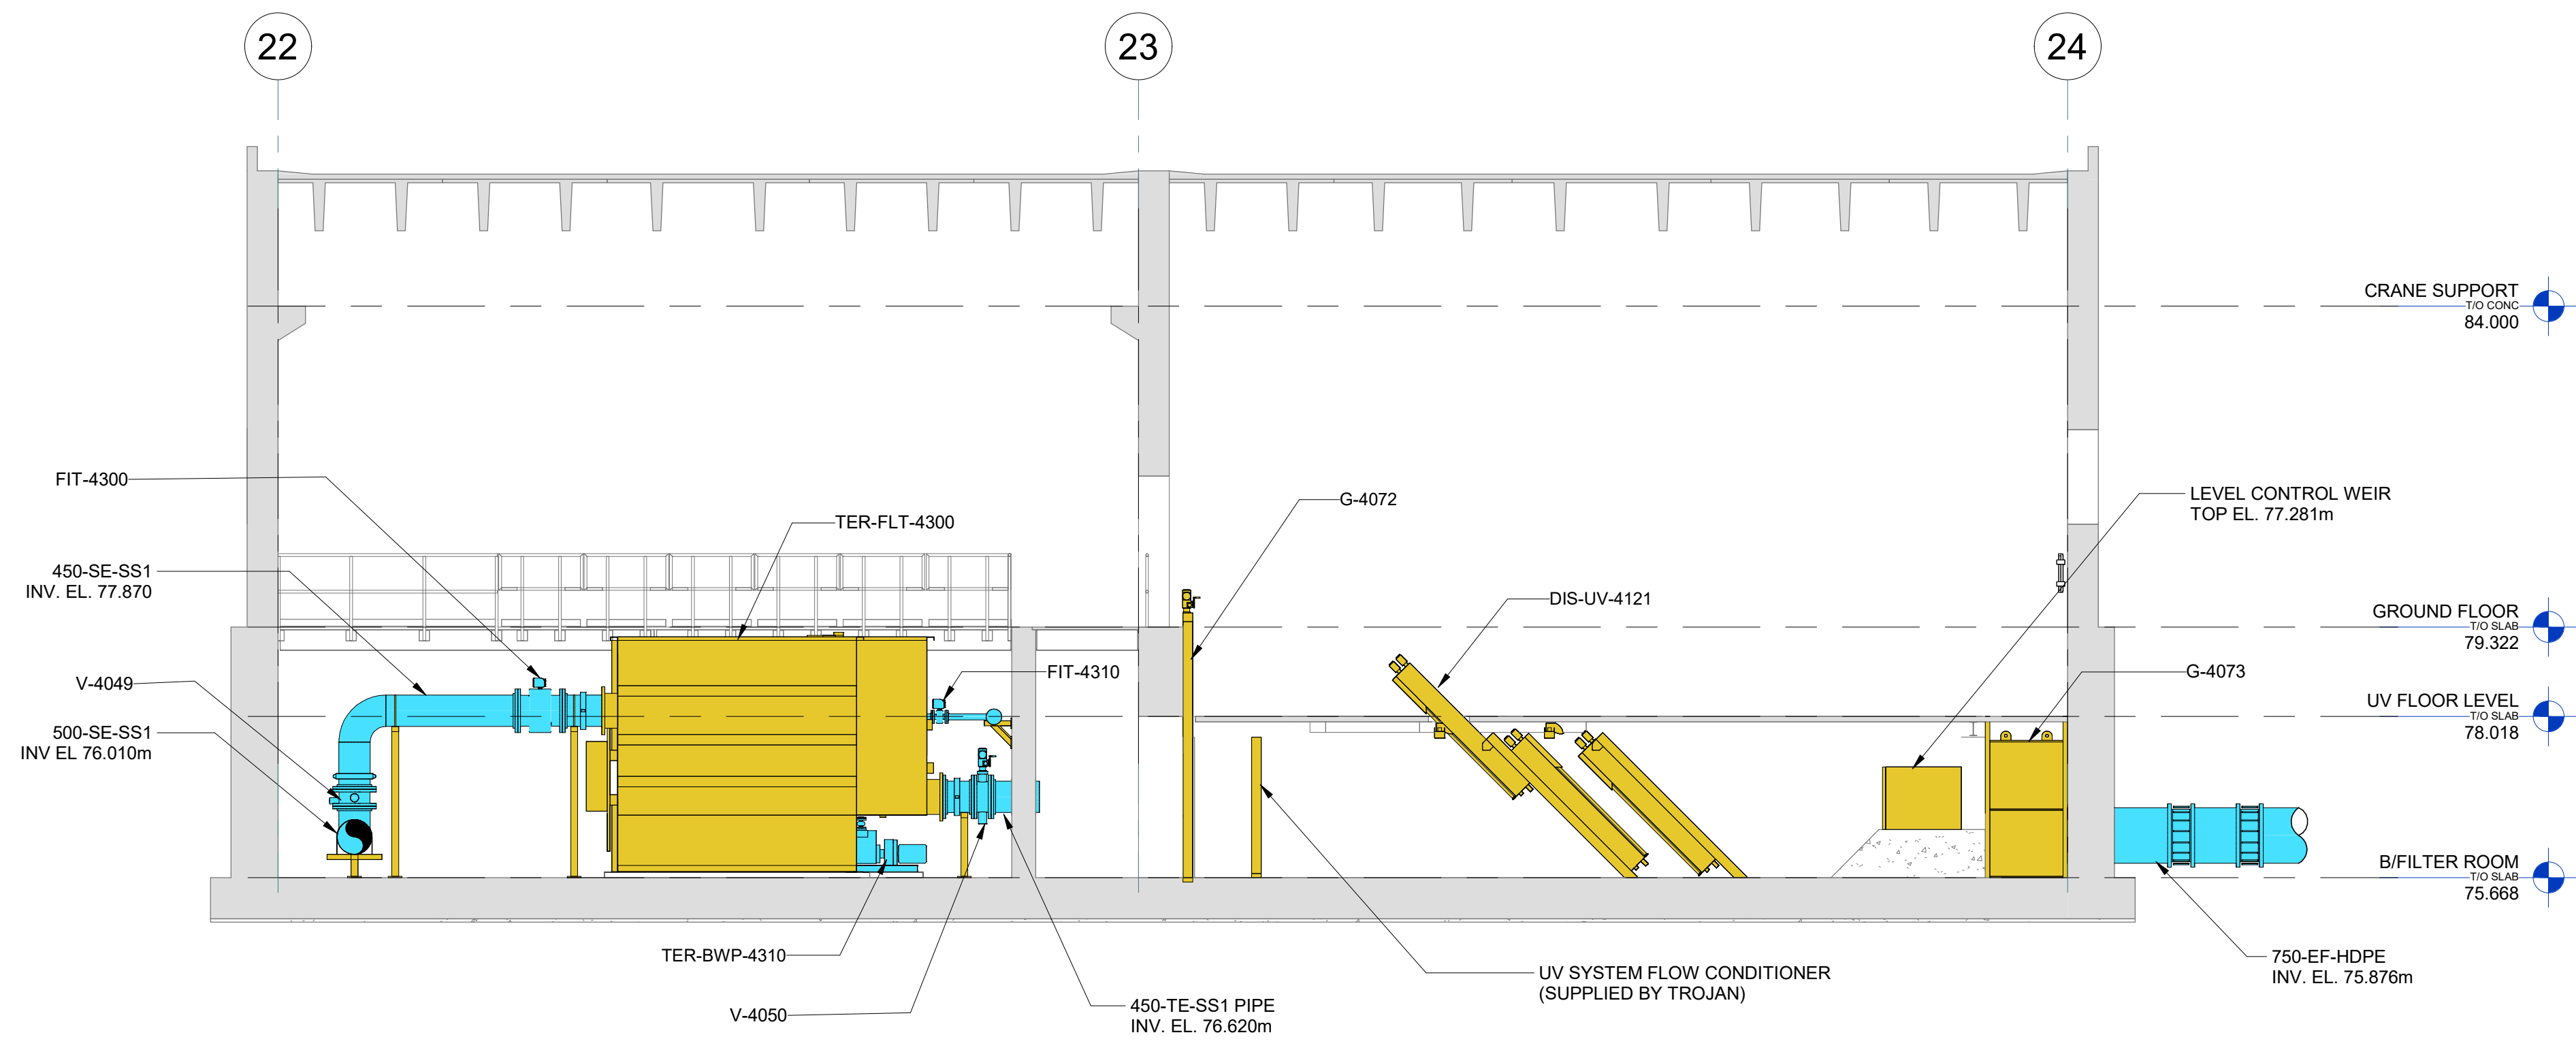 22
23
24
CRANE SUPPORT
T/O CONC
84.000
FIT-4300
TER-FLT-4300
G-4072
LEVEL CONTROL WEIR
TOP EL. 77.281m
450-SE-SS1
INV. EL. 77.870
DIS-UV-4121
GROUND FLOOR
T/O SLAB
79.322
V-4049
FIT-4310
G-4073
500-SE-SS1
INV EL 76.010m
UV FLOOR LEVEL
T/O SLAB
78.018
B/FILTER ROOM
T/O SLAB
75.668
TER-BWP-4310
V-4050
450-TE-SS1 PIPE
INV. EL. 76.620m
UV SYSTEM FLOW CONDITIONER
(SUPPLIED BY TROJAN)
750-EF-HDPE
INV. EL. 75.876m